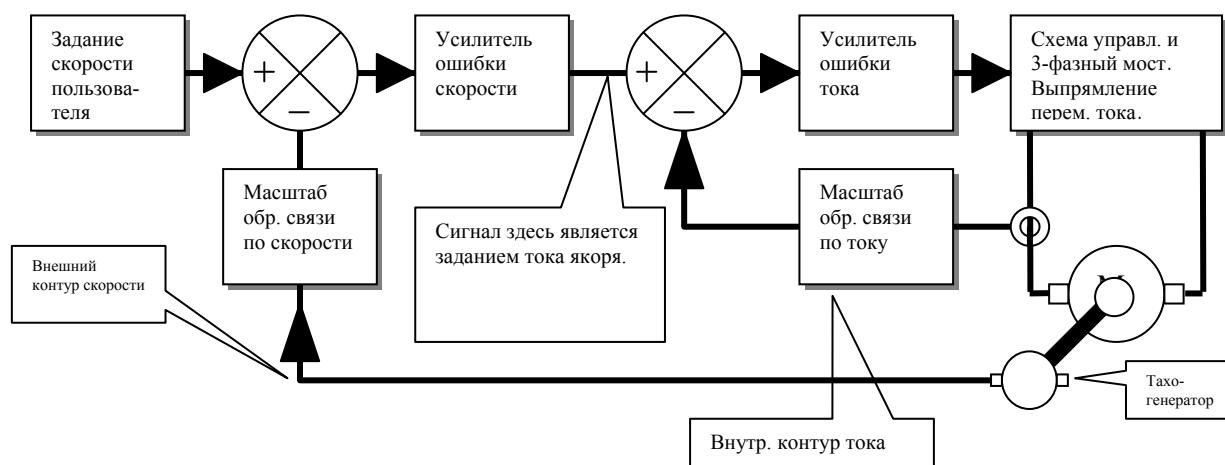 Задание
скорости
пользова-
теля
+
−
Усилитель
ошибки
скорости
+
−
Усилитель
ошибки
тока
Схема управл. и
3-фазный мост.
Выпрямление
перем. тока.
Масштаб
обр. связи
по скорости
Сигнал здесь является
заданием тока якоря.
Масштаб
обр. связи
по току
Внешний
контур скорости
Тахо-
генератор
Внутр. контур тока